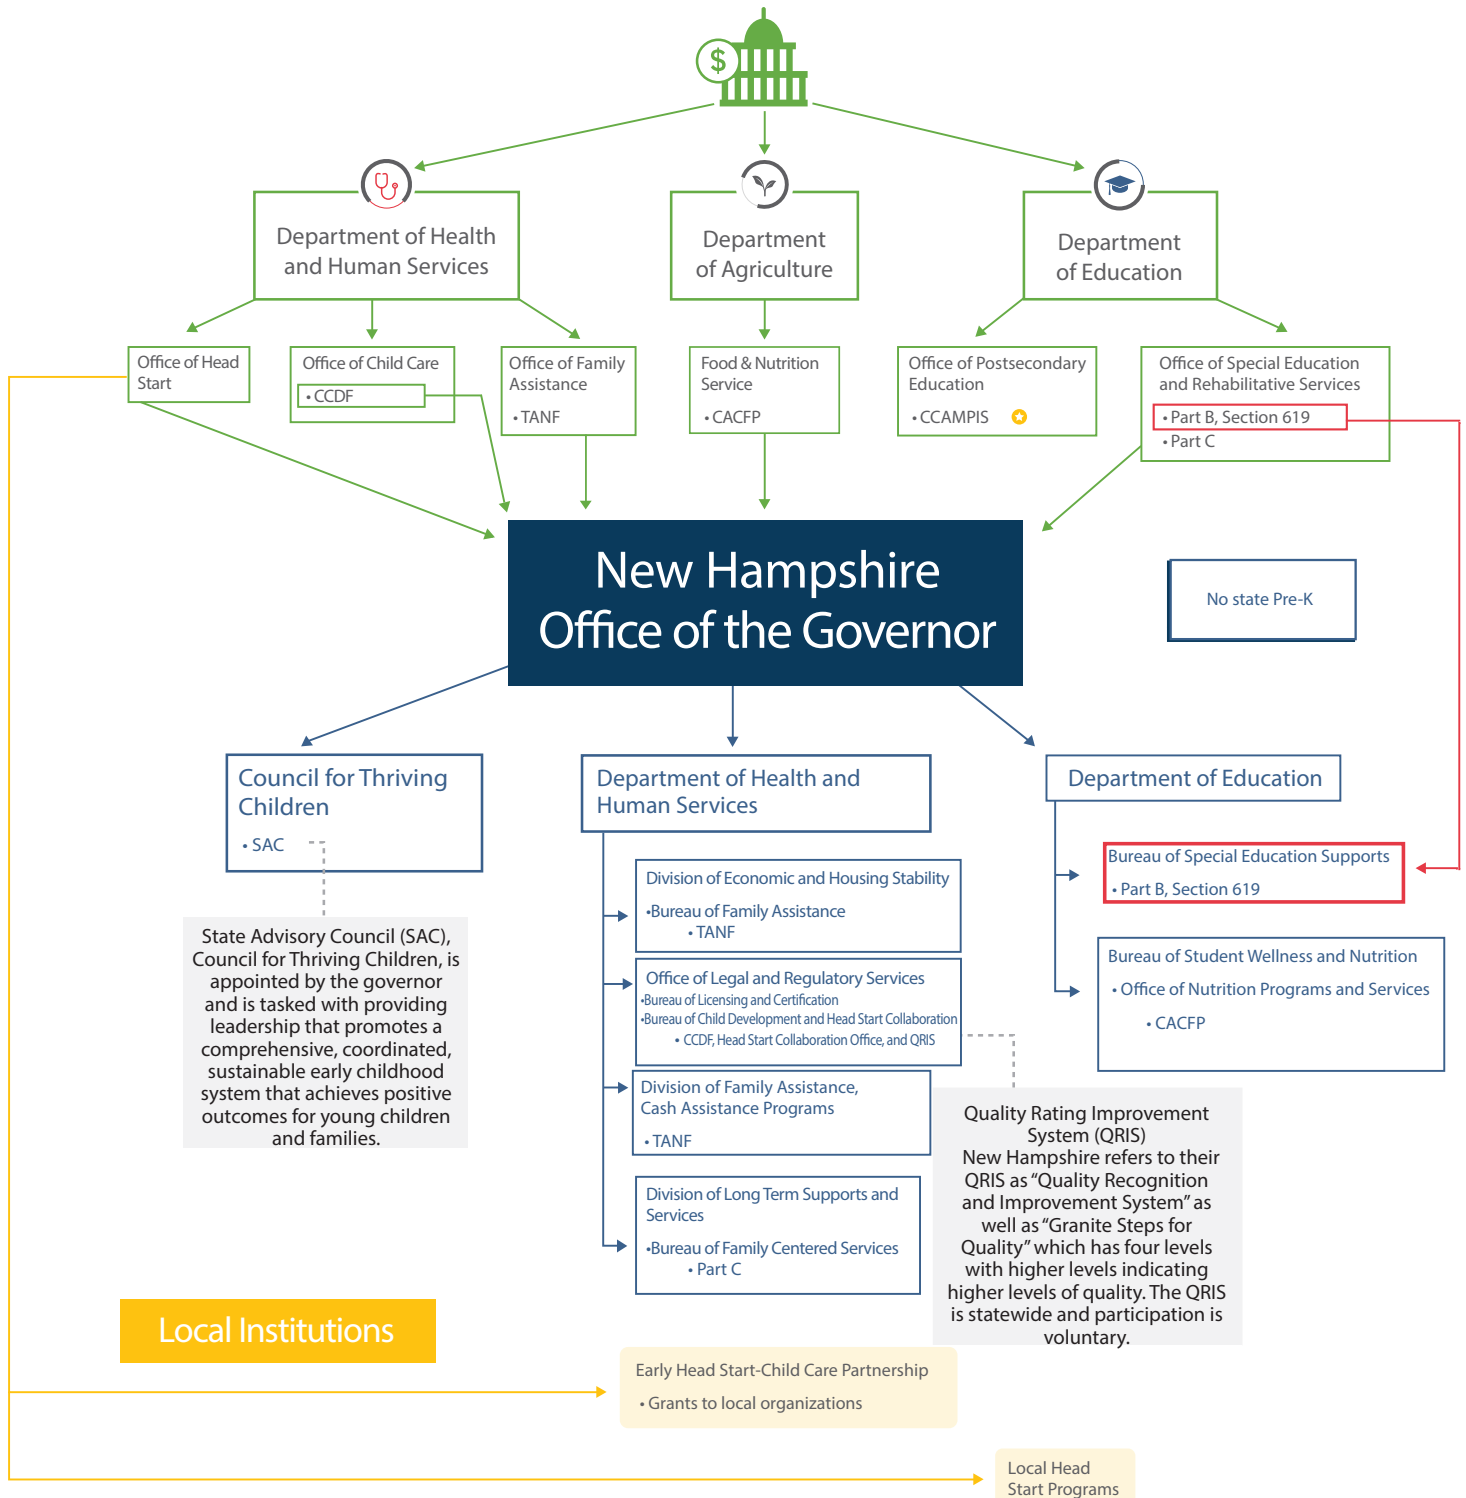 $
Department of Health
and Human Services
Department
of Agriculture
Department
of Education
Office of Head
Start
Office of Child Care
• CCDF
Office of Family
Assistance
• TANF
Food & Nutrition
Service
• CACFP
Office of Postsecondary
Education
• CCAMPIS
Office of Special Education
and Rehabilitative Services
• Part B, Section 619
• Part C
New Hampshire
Office of the Governor
No state Pre-K
Council for Thriving
Children
• SAC
State Advisory Council (SAC),
Council for Thriving Children, is
appointed by the governor
and is tasked with providing
leadership that promotes a
comprehensive, coordinated,
sustainable early childhood
system that achieves positive
outcomes for young children
and families.
Department of Health and
Human Services
Division of Economic and Housing Stability
•Bureau of Family Assistance
• TANF
Office of Legal and Regulatory Services
•Bureau of Licensing and Certification
•Bureau of Child Development and Head Start Collaboration
• CCDF, Head Start Collaboration Office, and QRIS
Division of Family Assistance,
Cash Assistance Programs
• TANF
Division of Long Term Supports and
Services
•Bureau of Family Centered Services
• Part C
Department of Education
Bureau of Special Education Supports
• Part B, Section 619
Bureau of Student Wellness and Nutrition
• Office of Nutrition Programs and Services
• CACFP
Quality Rating Improvement
System (QRIS)
New Hampshire refers to their
QRIS as “Quality Recognition
and Improvement System” as
well as “Granite Steps for
Quality” which has four levels
with higher levels indicating
higher levels of quality. The QRIS
is statewide and participation is
voluntary.
Local Institutions
Early Head Start-Child Care Partnership
• Grants to local organizations
Local Head
Start Programs